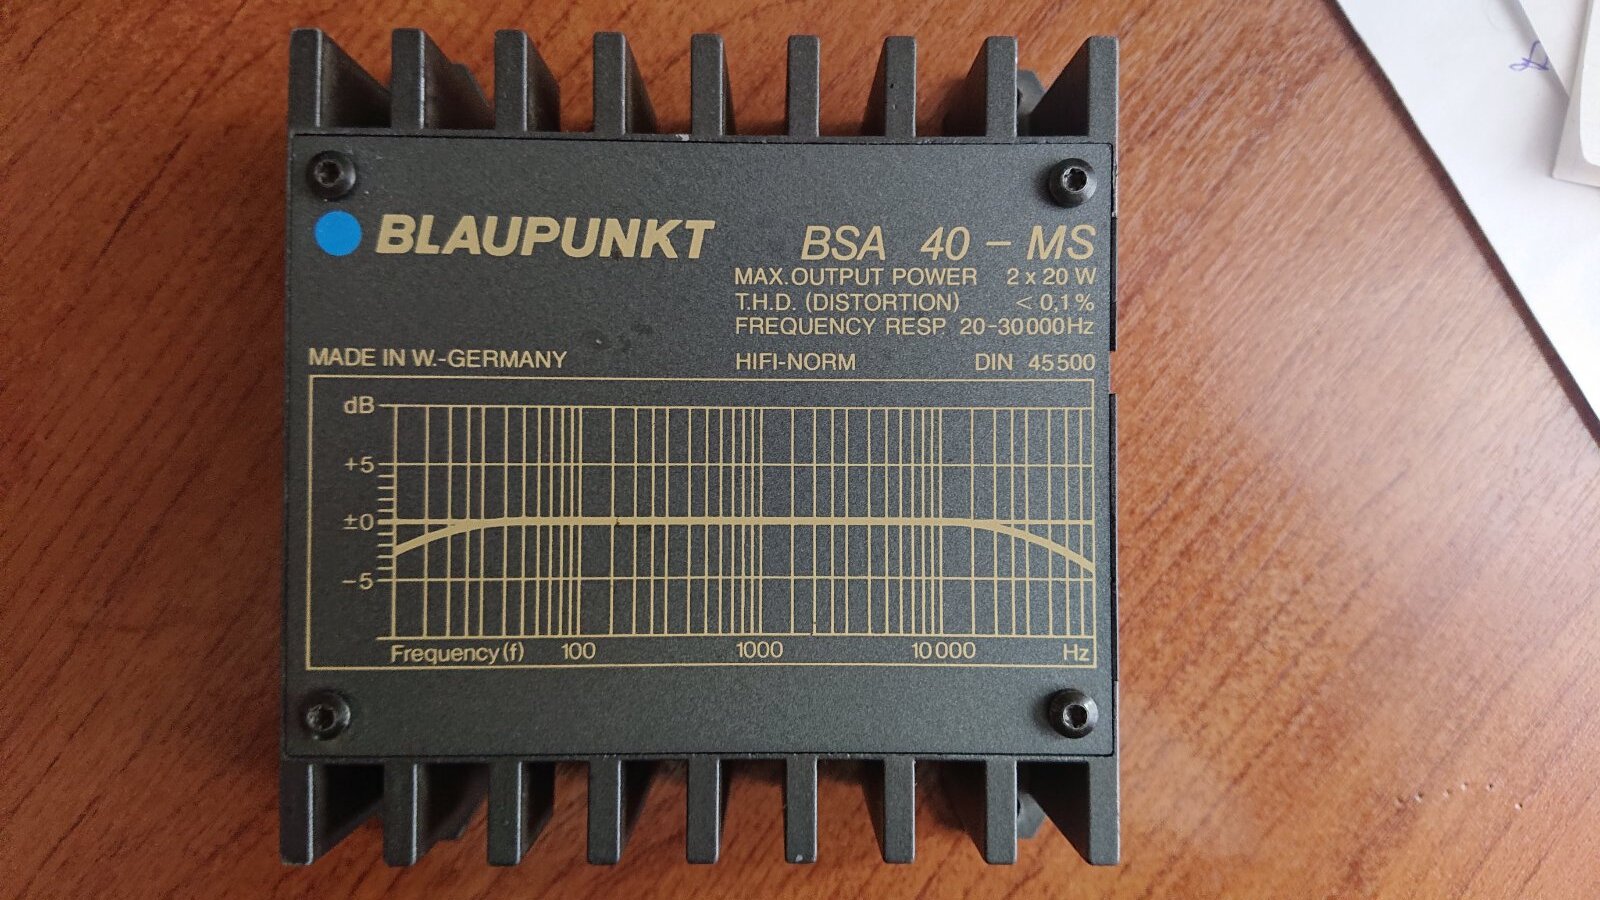 BLAUPUNKT BSA 40 – MS
MAX. OUTPUT POWER 2 x 20 W
T.H.D. (DISTORTION) < 0,1%
FREQUENCY RESP. 20-30000Hz
MADE IN W.-GERMANY HIFI-NORM DIN 45500
dB
+5
±0
−5
Frequency (f) 100 1000 10000 Hz